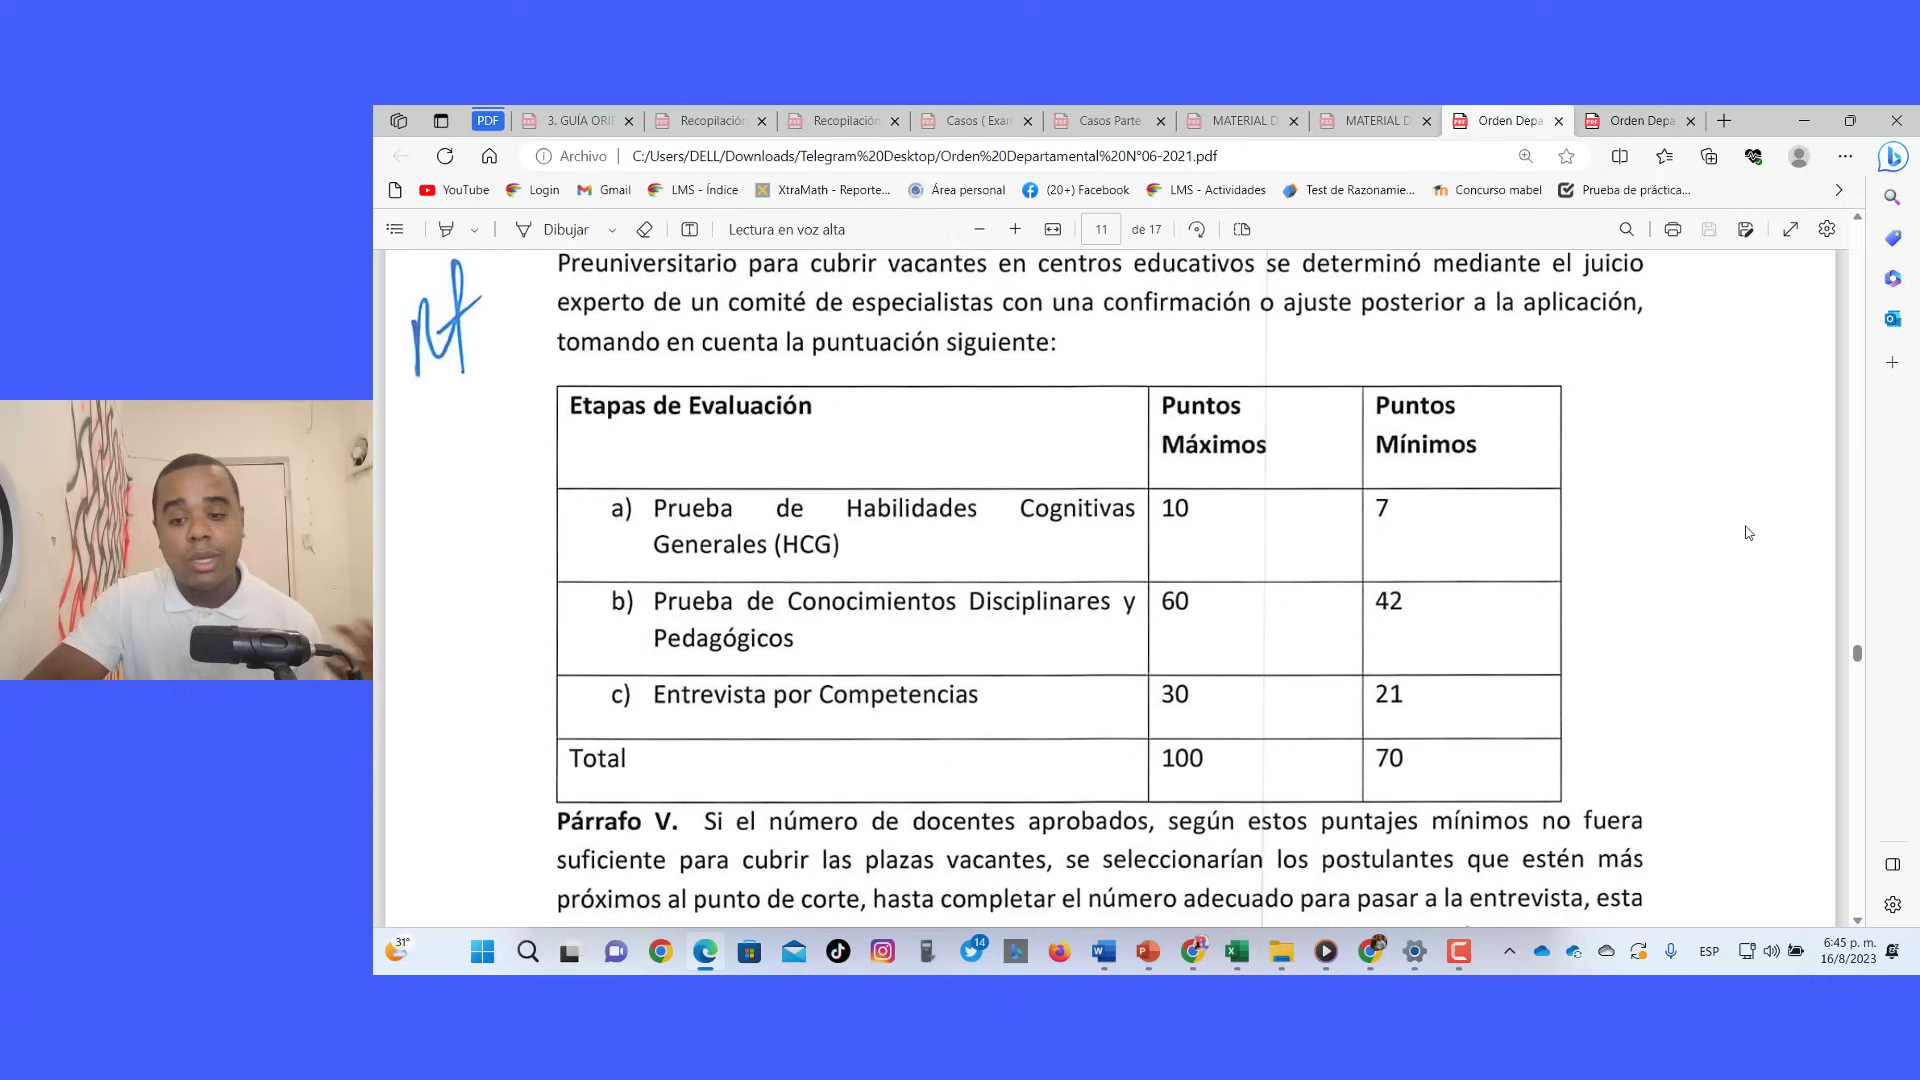 PDF
3. GUÍA ORI
Recopilación
Recopilación
Casos ( Exam
Casos Parte
MATERIAL D
MATERIAL D
Orden Depa
Orden Depa
Archivo
C:/Users/DELL/Downloads/Telegram%20Desktop/Orden%20Departamental%20N°06-2021.pdf
YouTube
Login
Gmail
LMS - Índice
XtraMath - Reporte...
Área personal
(20+) Facebook
LMS - Actividades
Test de Razonamie...
Concurso mabel
Prueba de práctica...
Dibujar
Lectura en voz alta
11
de 17
Preuniversitario para cubrir vacantes en centros educativos se determinó mediante el juicio
experto de un comité de especialistas con una confirmación o ajuste posterior a la aplicación,
tomando en cuenta la puntuación siguiente:
Etapas de Evaluación
Puntos
Máximos
Puntos
Mínimos
a) Prueba de Habilidades Cognitivas
Generales (HCG)
10
7
b) Prueba de Conocimientos Disciplinares y
Pedagógicos
60
42
c) Entrevista por Competencias
30
21
Total
100
70
Párrafo V. Si el número de docentes aprobados, según estos puntajes mínimos no fuera
suficiente para cubrir las plazas vacantes, se seleccionarían los postulantes que estén más
próximos al punto de corte, hasta completar el número adecuado para pasar a la entrevista, esta
31°
14
ESP
6:45 p. m.
16/8/2023